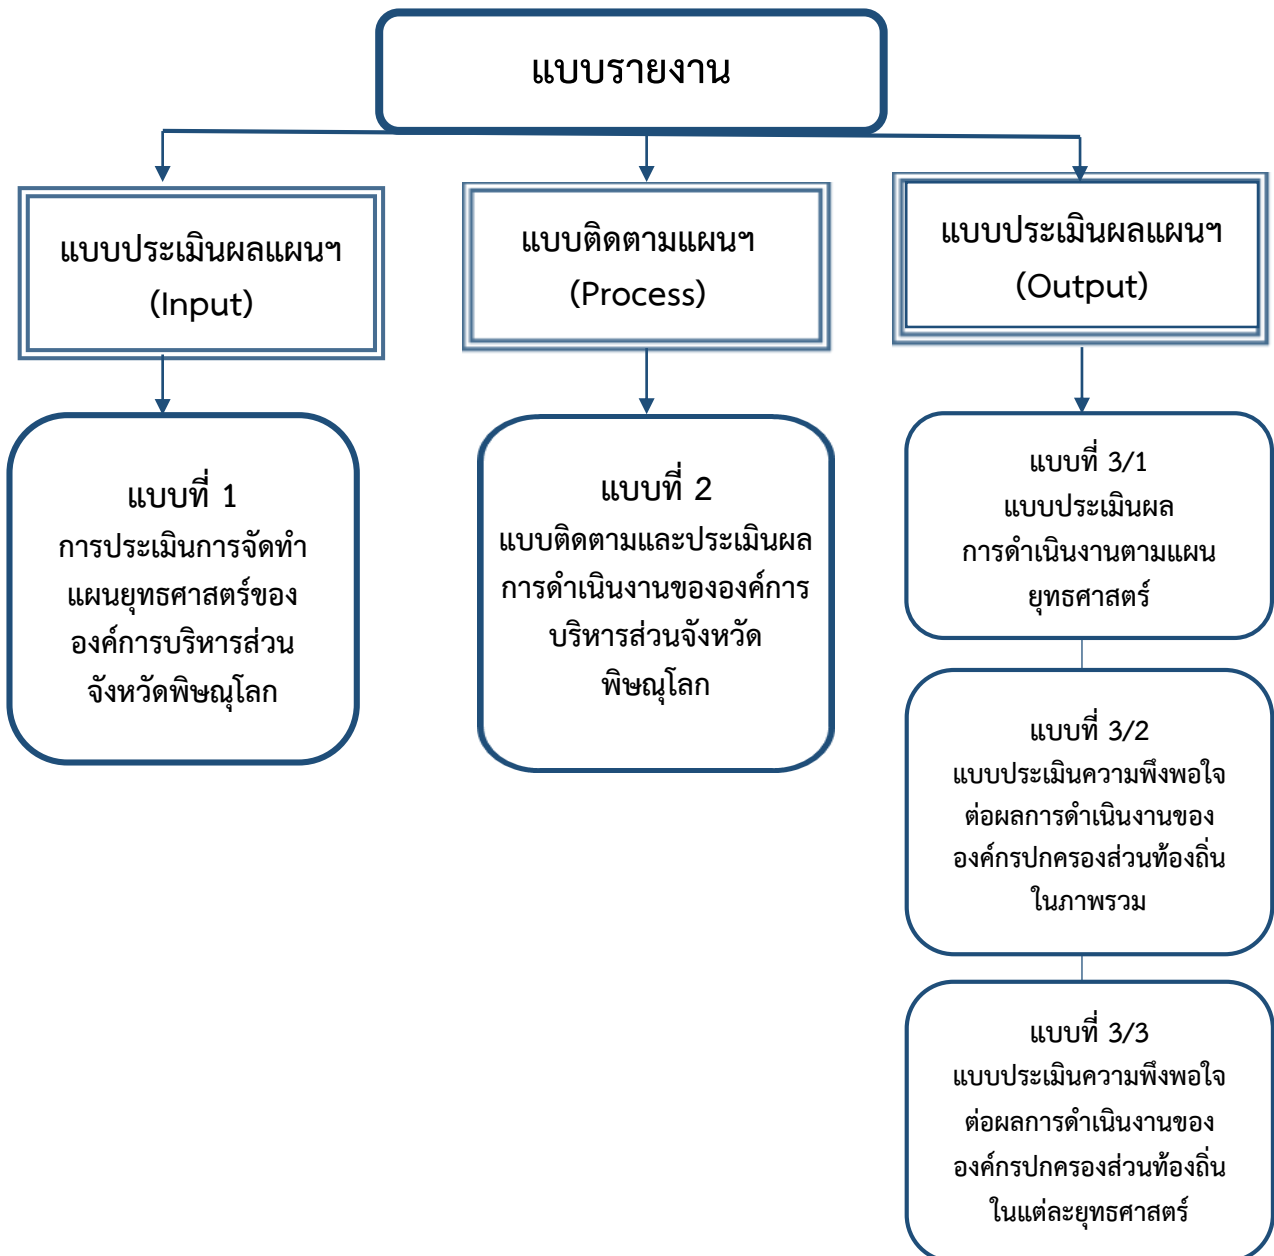 แบบรายงาน
แบบประเมินผลแผนฯ
(Input)
แบบติดตามแผนฯ
(Process)
แบบประเมินผลแผนฯ
(Output)
แบบที่ 1
การประเมินการจัดทำ
แผนยุทธศาสตร์ของ
องค์การบริหารส่วน
จังหวัดพิษณุโลก
แบบที่ 2
แบบติดตามและประเมินผล
การดำเนินงานขององค์การ
บริหารส่วนจังหวัด
พิษณุโลก
แบบที่ 3/1
แบบประเมินผล
การดำเนินงานตามแผน
ยุทธศาสตร์
แบบที่ 3/2
แบบประเมินความพึงพอใจ
ต่อผลการดำเนินงานของ
องค์กรปกครองส่วนท้องถิ่น
ในภาพรวม
แบบที่ 3/3
แบบประเมินความพึงพอใจ
ต่อผลการดำเนินงานของ
องค์กรปกครองส่วนท้องถิ่น
ในแต่ละยุทธศาสตร์